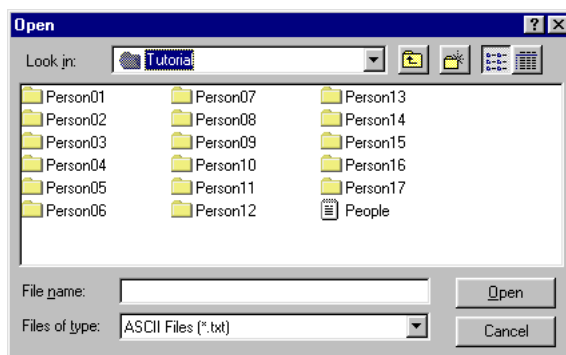 Open
Look in: Tutorial
Person01 Person07 Person13
Person02 Person08 Person14
Person03 Person09 Person15
Person04 Person10 Person16
Person05 Person11 Person17
Person06 Person12 People
File name: Open
Files of type: ASCII Files (*.txt) Cancel